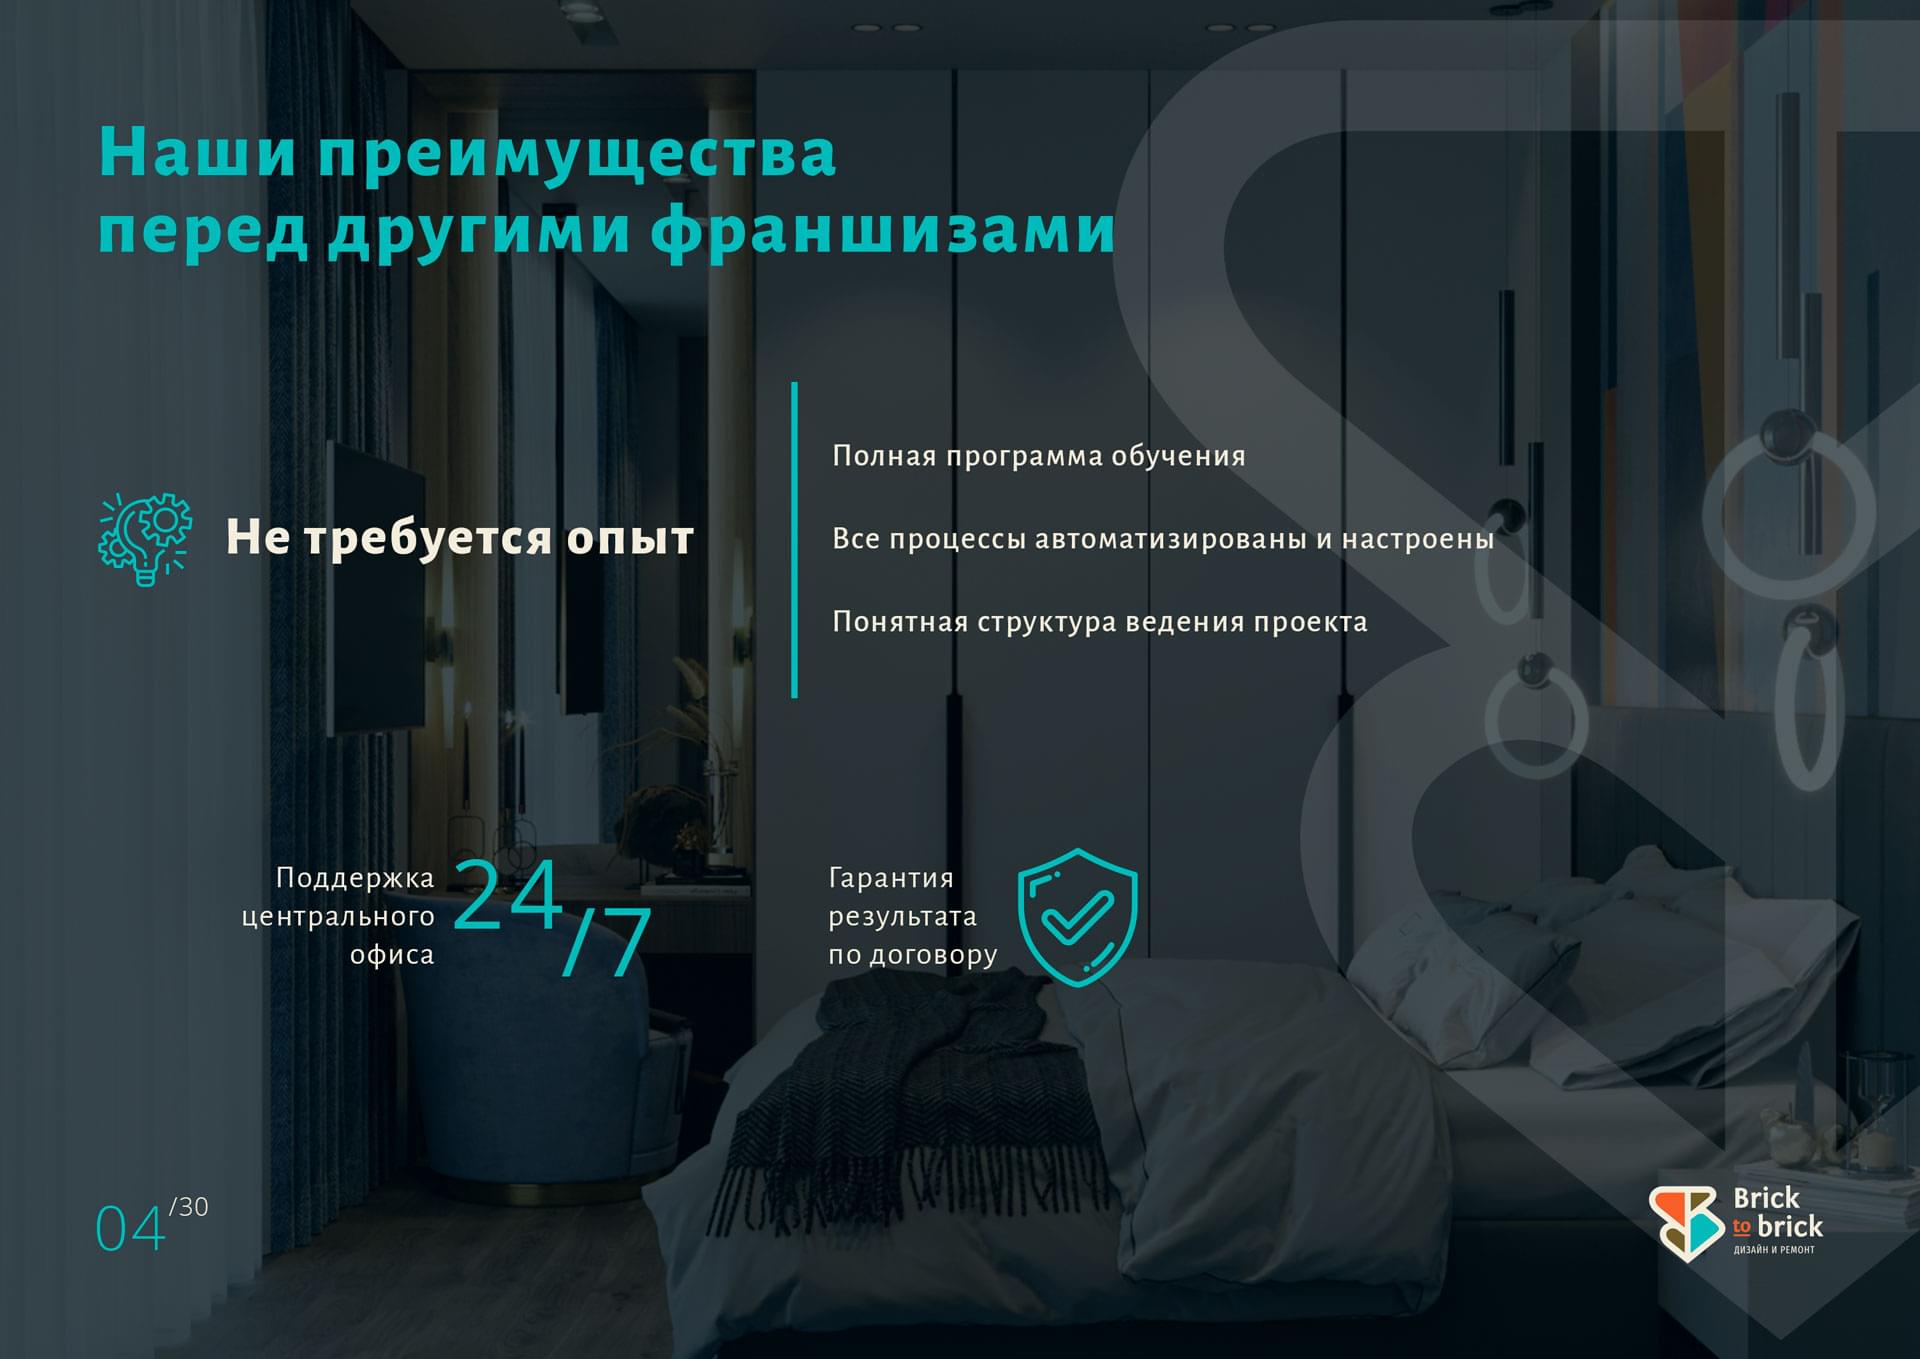 Наши преимущества
перед другими франшизами
Не требуется опыт
Полная программа обучения
Все процессы автоматизированы и настроены
Понятная структура ведения проекта
Поддержка
центрального
офиса
24/7
Гарантия
результата
по договору
04/30
Brick
to brick
ДИЗАЙН И РЕМОНТ